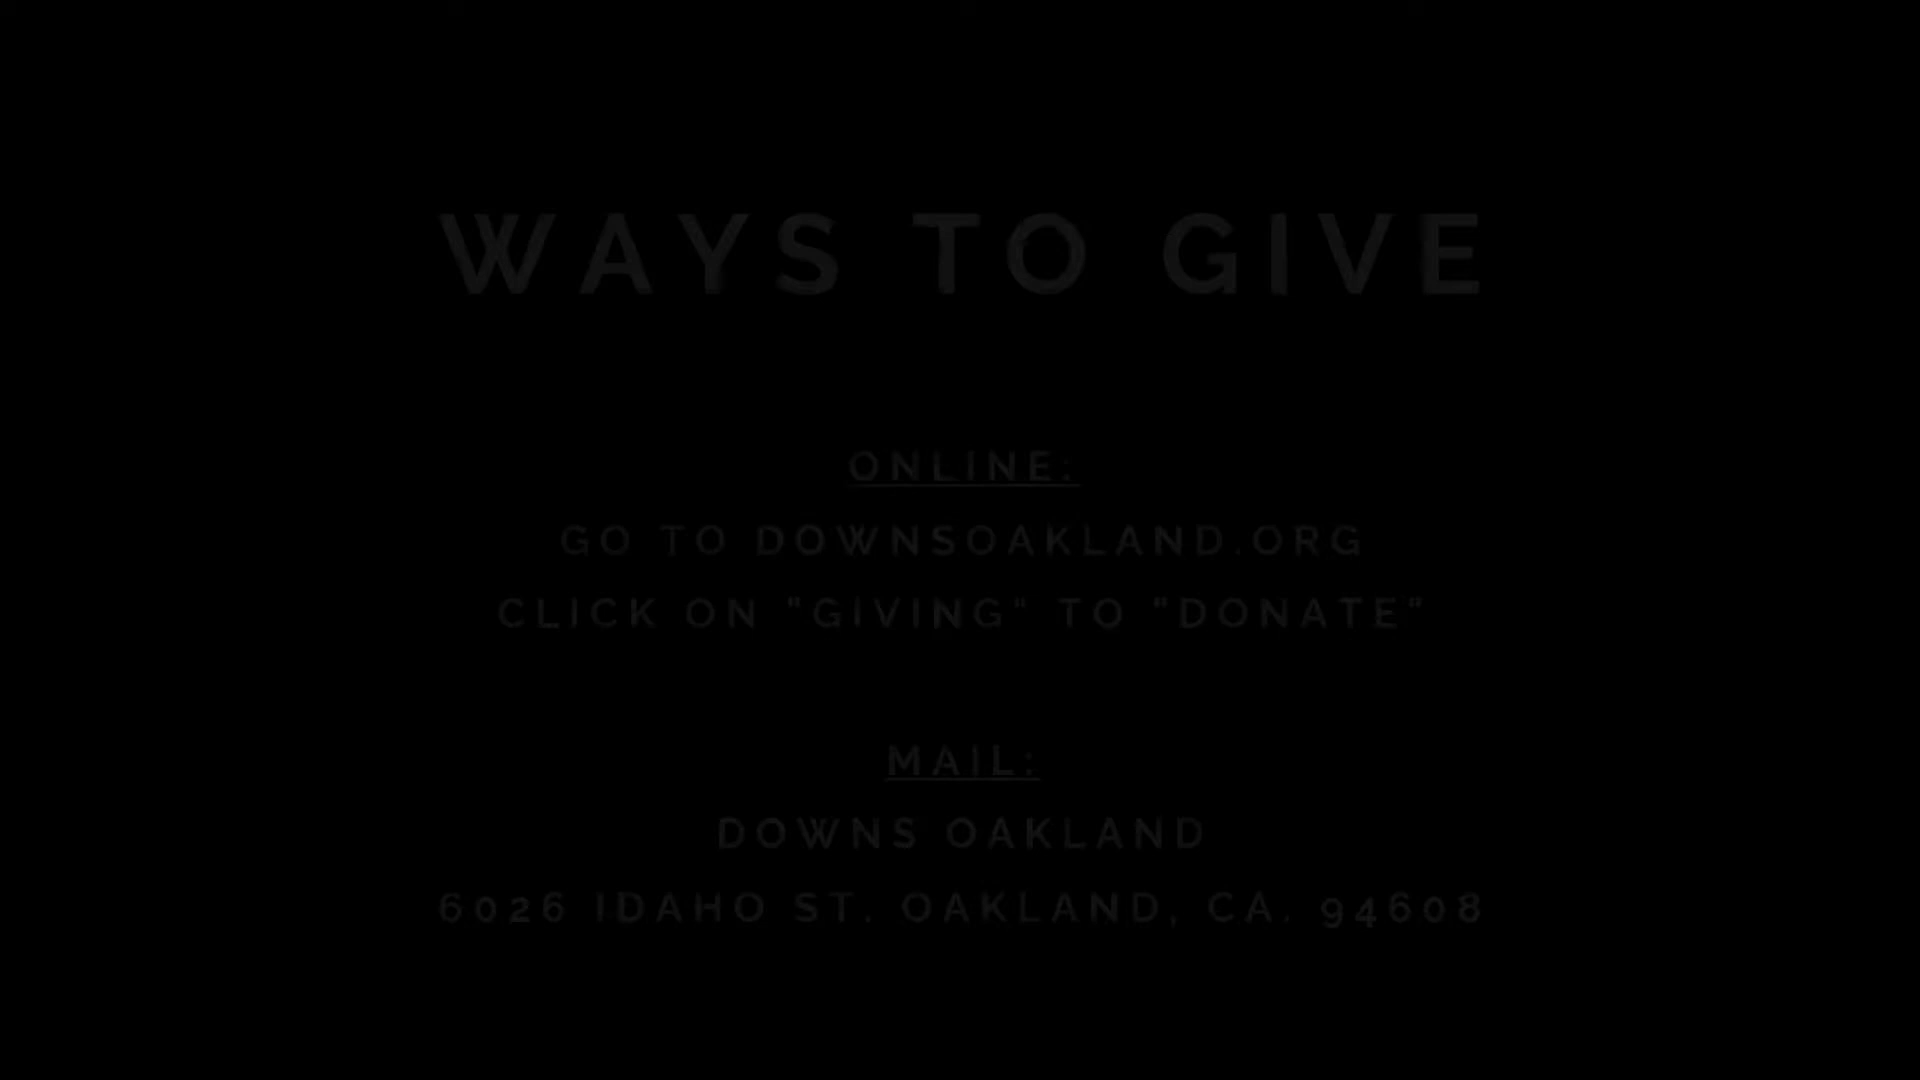 WAYS TO GIVE
ONLINE:
GO TO DOWNSOAKLAND.ORG
CLICK ON "GIVING" TO "DONATE"
MAIL:
DOWNS OAKLAND
6026 IDAHO ST. OAKLAND, CA. 94608